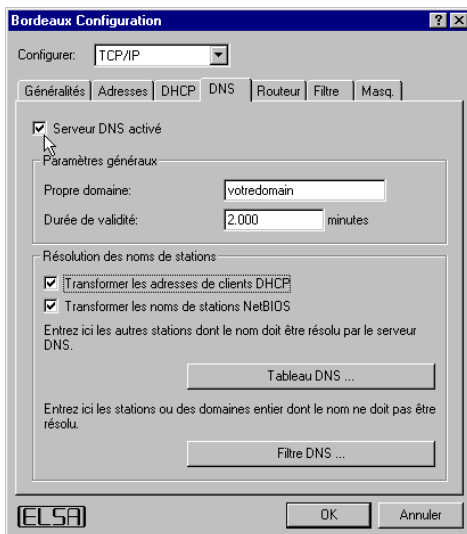 Bordeaux Configuration
Configurer: TCP/IP
Généralités Adresses DHCP DNS Routeur Filtre Masq.
Serveur DNS activé
Paramètres généraux
Propre domaine: votredomain
Durée de validité: 2.000 minutes
Résolution des noms de stations
Transformer les adresses de clients DHCP
Transformer les noms de stations NetBIOS
Entrez ici les autres stations dont le nom doit être résolu par le serveur
DNS.
Tableau DNS ...
Entrez ici les stations ou des domaines entier dont le nom ne doit pas être
résolu.
Filtre DNS ...
ELSA OK Annuler